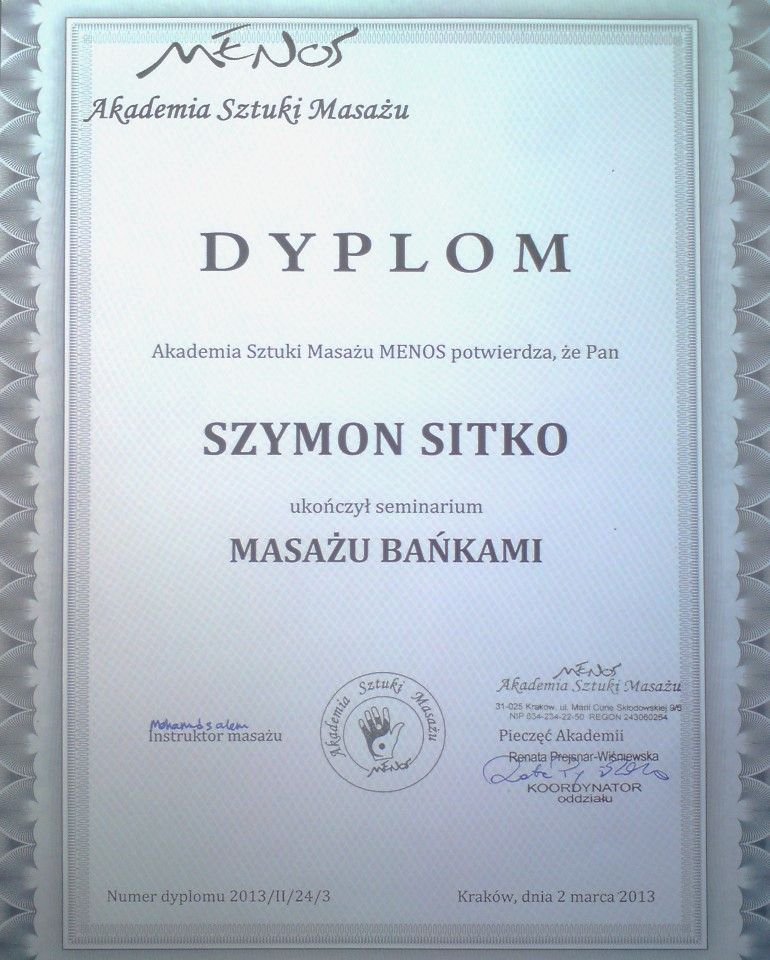 MENOS
Akademia Sztuki Masażu
DYPLOM
Akademia Sztuki Masażu MENOS potwierdza, że Pan
SZYMON SITKO
ukończył seminarium
MASAŻU BAŃKAMI
Instruktor masażu
Akademia Sztuki Masażu
MENOS
MENOS
Akademia Sztuki Masażu
31-025 Kraków, ul. Marii Curie Skłodowskiej 9/5
NIP 634-234-22-50 REGON 243060254
Pieczęć Akademii
Renata Prejsnar-Wiśniewska
KOORDYNATOR
oddziału
Numer dyplomu 2013/II/24/3
Kraków, dnia 2 marca 2013